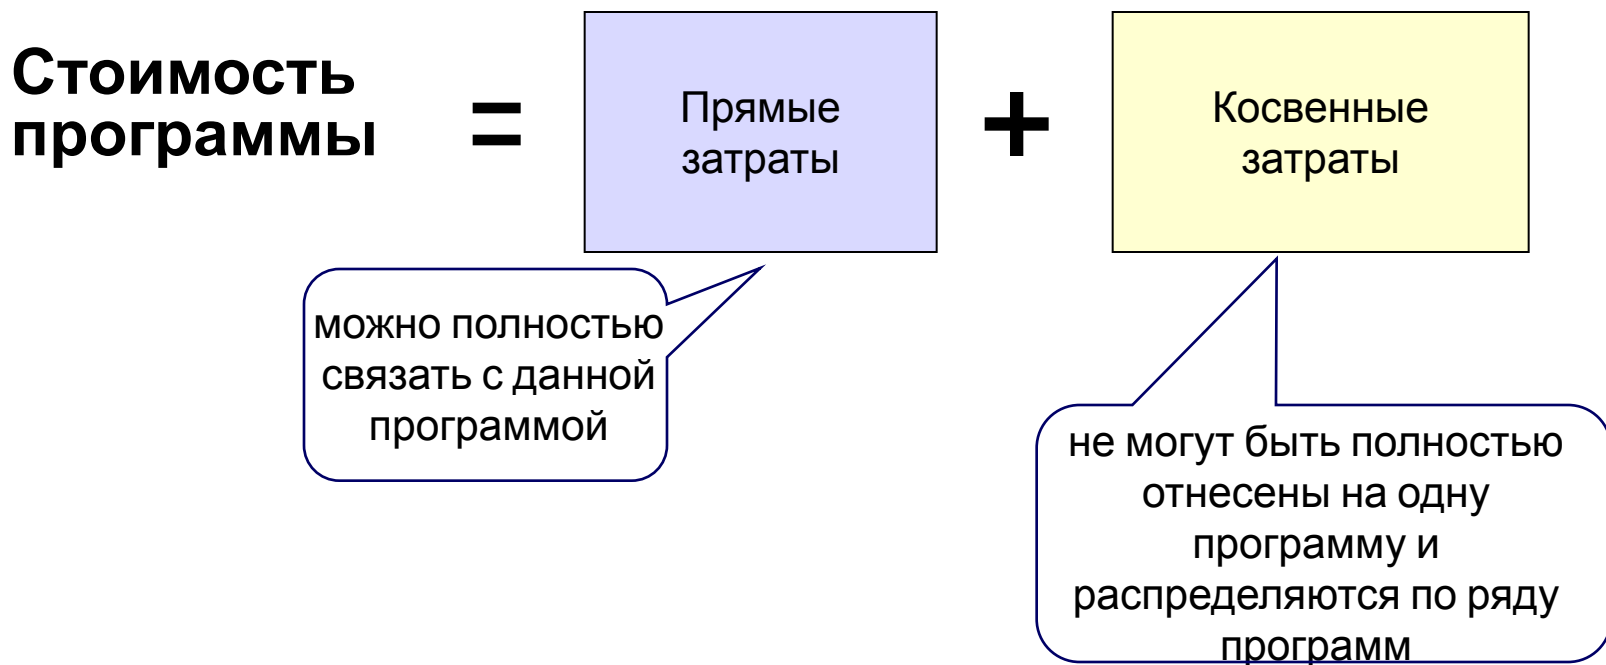 Стоимость
программы
=
Прямые
затраты
+
Косвенные
затраты
можно полностью
связать с данной
программой
не могут быть полностью
отнесены на одну
программу и
распределяются по ряду
программ